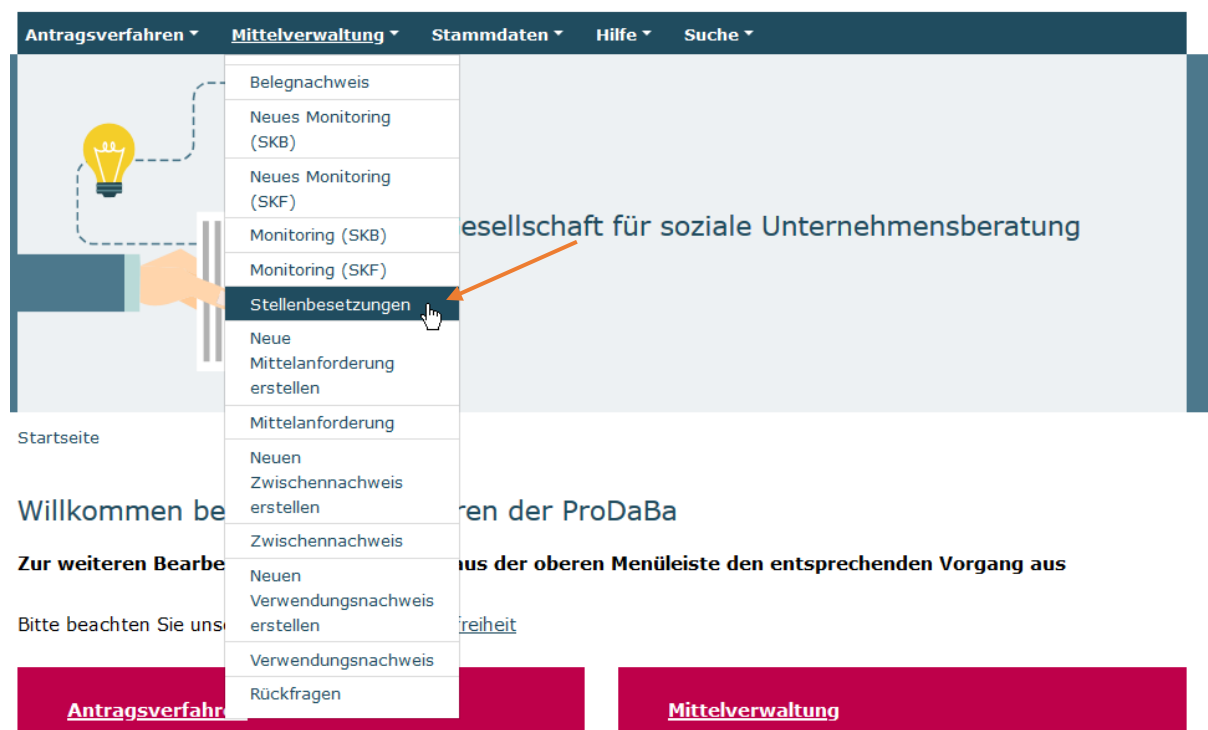 Antragsverfahren Mittelverwaltung Stammdaten Hilfe Suche
Belegnachweis
Neues Monitoring
(SKB)
Neues Monitoring
(SKF)
Monitoring (SKB)
Monitoring (SKF)
Stellenbesetzungen
Neue
Mittelanforderung
erstellen
Mittelanforderung
Neuen
Zwischennachweis
erstellen
Zwischennachweis
Neuen
Verwendungsnachweis
erstellen
Verwendungsnachweis
Rückfragen
esellschaft für soziale Unternehmensberatung
Startseite
Willkommen be ren der ProDaBa
Zur weiteren Bearbe aus der oberen Menüleiste den entsprechenden Vorgang aus
Bitte beachten Sie uns freiheit
Antragsverfahren
Mittelverwaltung